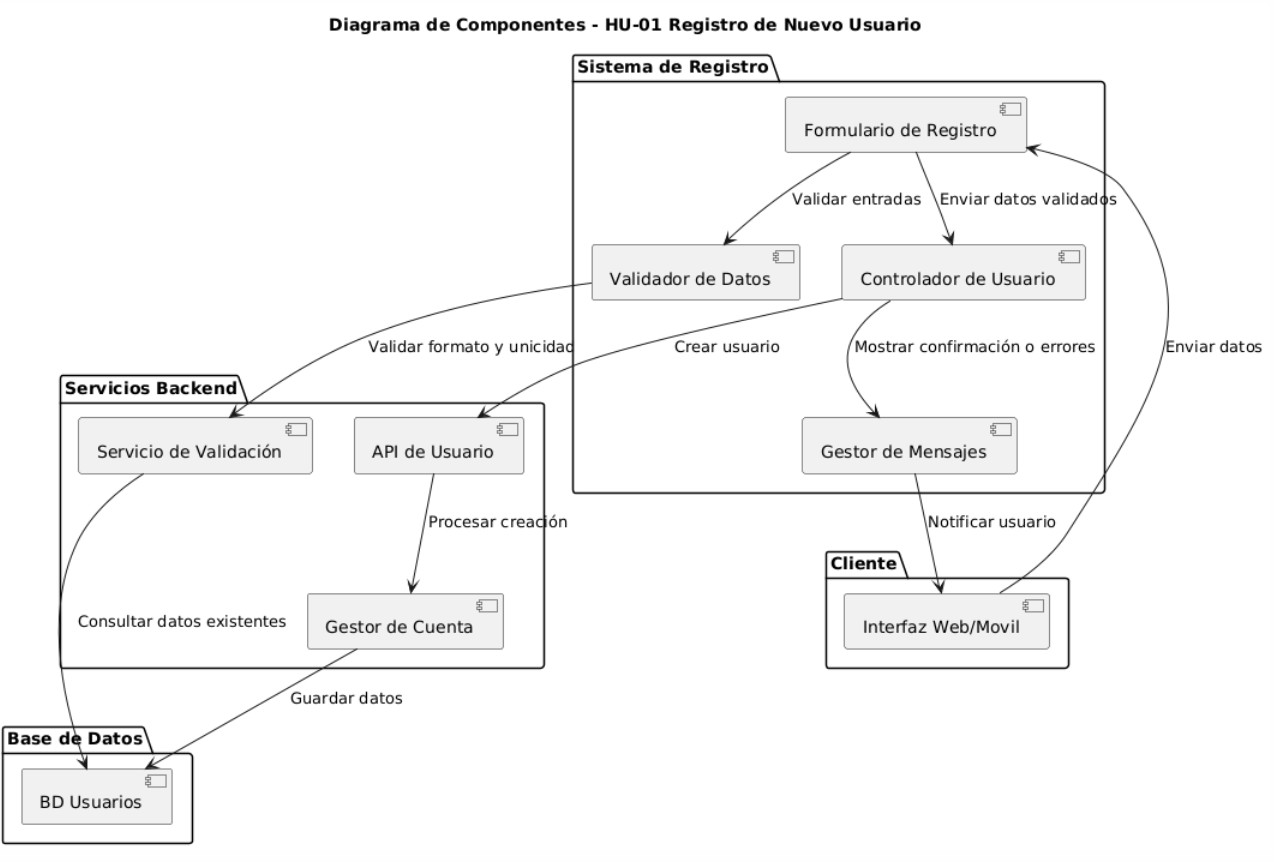 Diagrama de Componentes - HU-01 Registro de Nuevo Usuario
Sistema de Registro
Formulario de Registro
Validar entradas
Enviar datos validados
Validador de Datos
Controlador de Usuario
Validar formato y unicidad
Crear usuario
Mostrar confirmación o errores
Enviar datos
Servicios Backend
Servicio de Validación
API de Usuario
Gestor de Mensajes
Procesar creación
Notificar usuario
Cliente
Consultar datos existentes
Gestor de Cuenta
Interfaz Web/Movil
Guardar datos
Base de Datos
BD Usuarios